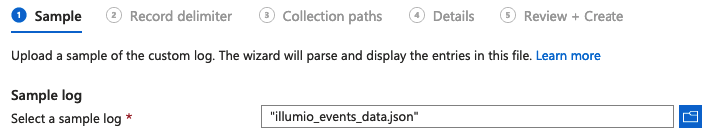 1 Sample 2 Record delimiter 3 Collection paths 4 Details 5 Review + Create
Upload a sample of the custom log. The wizard will parse and display the entries in this file. Learn more
Sample log
Select a sample log * "illumio_events_data.json"